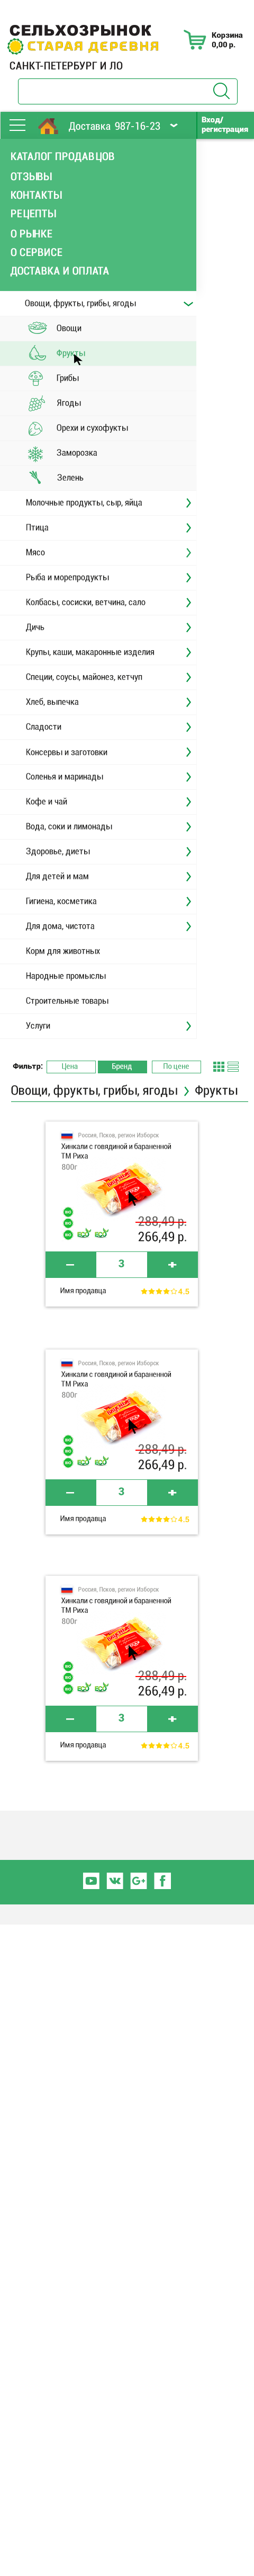 СЕЛЬХОЗРЫНОК
СТАРАЯ ДЕРЕВНЯ
САНКТ-ПЕТЕРБУРГ И ЛО
Корзина
0,00 р.
Доставка 987-16-23
Вход/
регистрация
КАТАЛОГ ПРОДАВЦОВ
ОТЗЫВЫ
КОНТАКТЫ
РЕЦЕПТЫ
О РЫНКЕ
О СЕРВИСЕ
ДОСТАВКА И ОПЛАТА
Овощи, фрукты, грибы, ягоды
Овощи
Фрукты
Грибы
Ягоды
Орехи и сухофукты
Заморозка
Зелень
Молочные продукты, сыр, яйца
Птица
Мясо
Рыба и морепродукты
Колбасы, сосиски, ветчина, сало
Дичь
Крупы, каши, макаронные изделия
Специи, соусы, майонез, кетчуп
Хлеб, выпечка
Сладости
Консервы и заготовки
Соленья и маринады
Кофе и чай
Вода, соки и лимонады
Здоровье, диеты
Для детей и мам
Гигиена, косметика
Для дома, чистота
Корм для животных
Народные промыслы
Строительные товары
Услуги
Фильтр: Цена Бренд По цене
Овощи, фрукты, грибы, ягоды Фрукты
Россия, Псков, регион Изборск
Хинкали с говядиной и бараненной
ТМ Риха
800г
288,49 р.
266,49 р.
3
Имя продавца 4.5
Россия, Псков, регион Изборск
Хинкали с говядиной и бараненной
ТМ Риха
800г
288,49 р.
266,49 р.
3
Имя продавца 4.5
Россия, Псков, регион Изборск
Хинкали с говядиной и бараненной
ТМ Риха
800г
288,49 р.
266,49 р.
3
Имя продавца 4.5